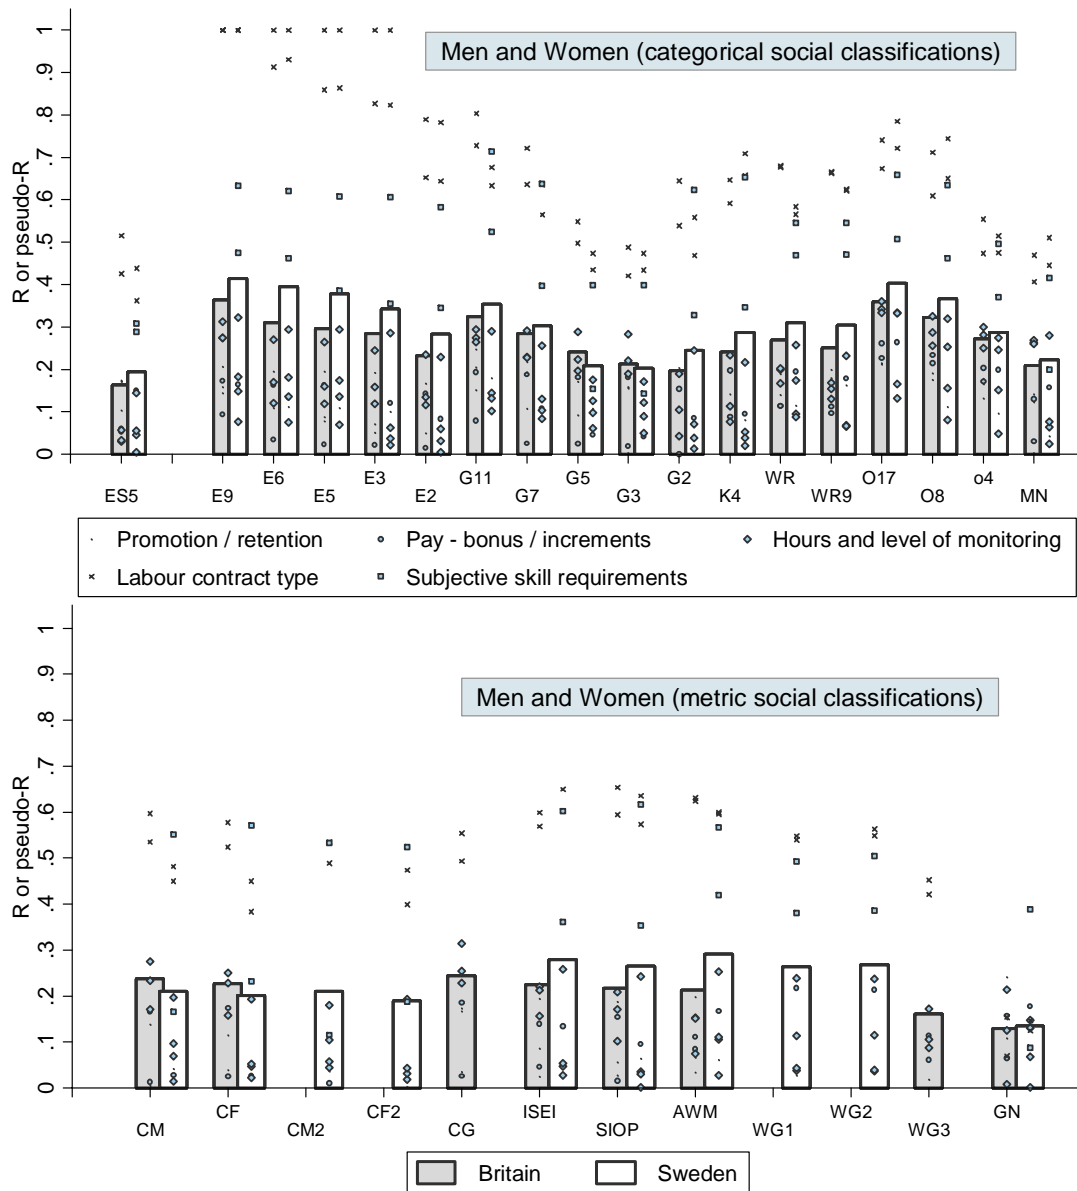 Men and Women (categorical social classifications)
R or pseudo-R
1
.9
.8
.7
.6
.5
.4
.3
.2
.1
0
ES5 E9 E6 E5 E3 E2 G11 G7 G5 G3 G2 K4 WR WR9 O17 O8 o4 MN
Promotion / retention Pay - bonus / increments Hours and level of monitoring
Labour contract type Subjective skill requirements
Men and Women (metric social classifications)
R or pseudo-R
1
.9
.8
.7
.6
.5
.4
.3
.2
.1
0
CM CF CM2 CF2 CG ISEI SIOP AWM WG1 WG2 WG3 GN
Britain Sweden